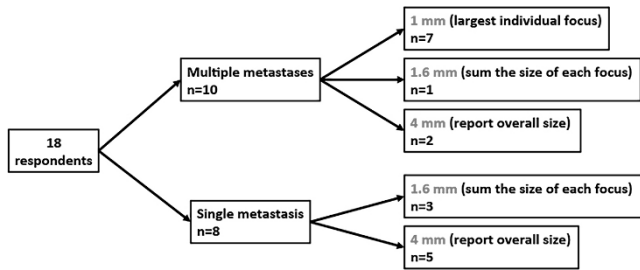 18
respondents
Multiple metastases
n=10
1 mm (largest individual focus)
n=7
1.6 mm (sum the size of each focus)
n=1
4 mm (report overall size)
n=2
Single metastasis
n=8
1.6 mm (sum the size of each focus)
n=3
4 mm (report overall size)
n=5